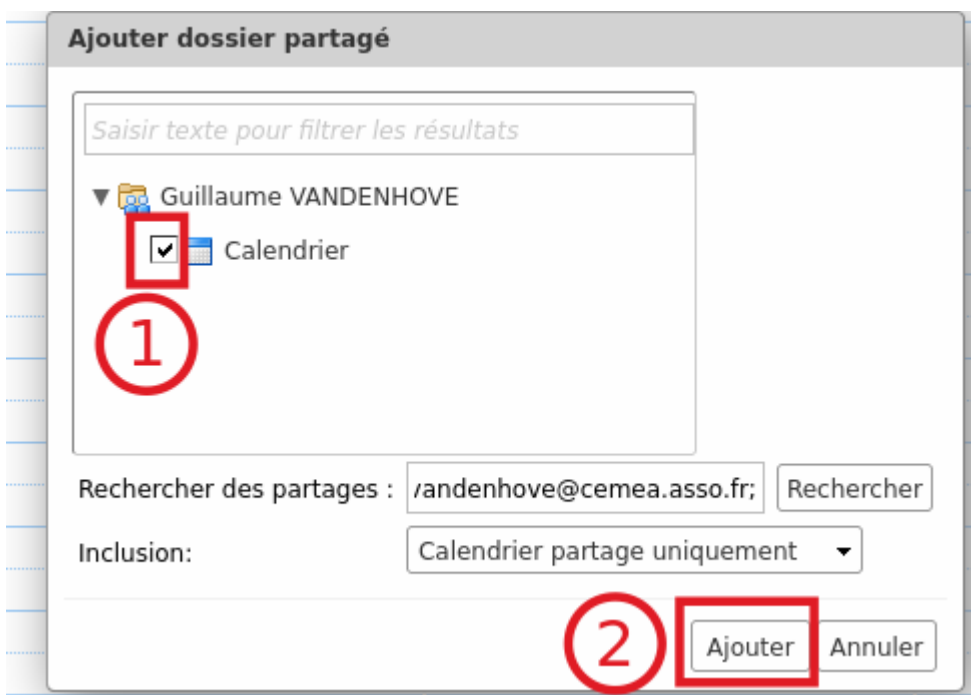 Ajouter dossier partagé
Saisir texte pour filtrer les résultats
Guillaume VANDENHOVE
Calendrier
1
Rechercher des partages : vandenhove@cemea.asso.fr; Rechercher
Inclusion: Calendrier partage uniquement
2 Ajouter Annuler